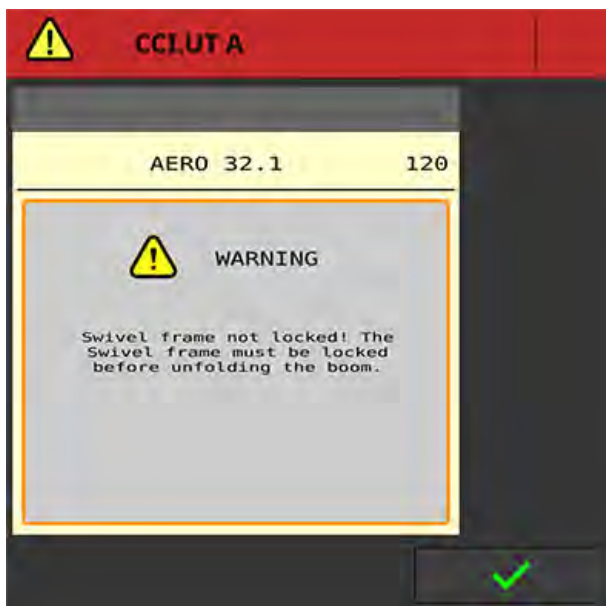 CCI.UT A
AERO 32.1 120
WARNING
Swivel frame not locked! The
Swivel frame must be locked
before unfolding the boom.